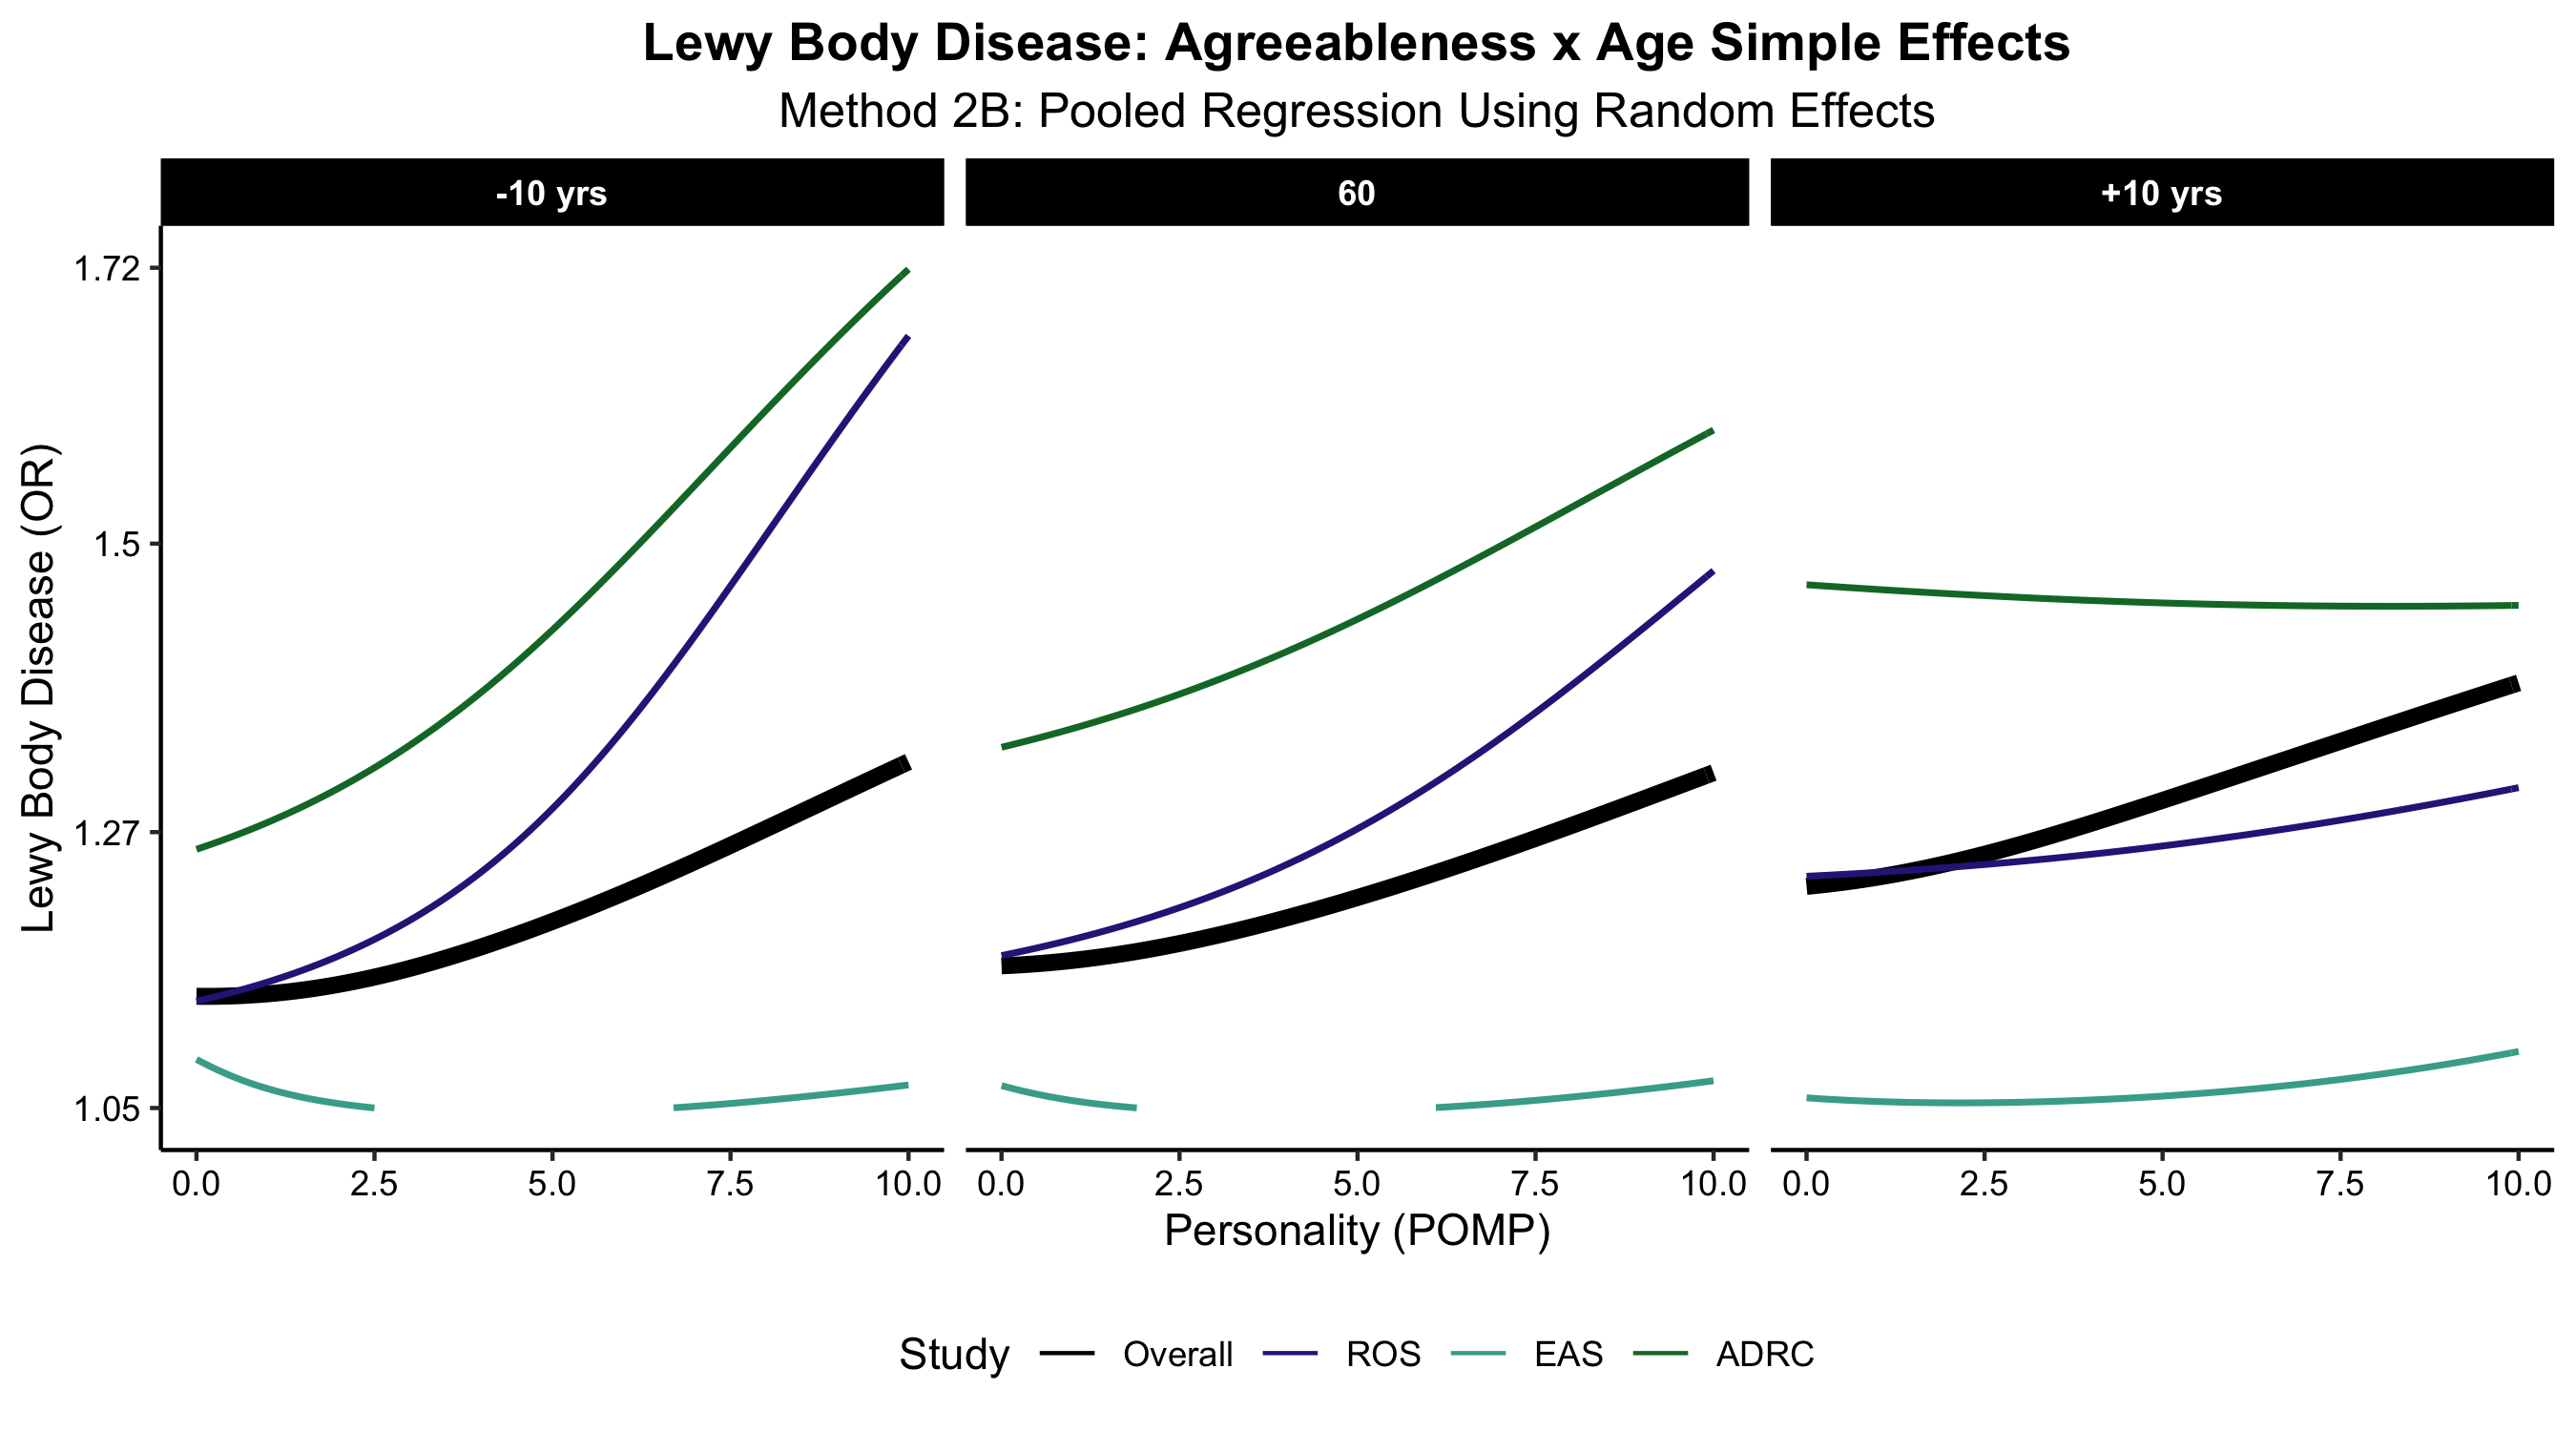 Lewy Body Disease: Agreeableness x Age Simple Effects
Method 2B: Pooled Regression Using Random Effects
-10 yrs 60 +10 yrs
Lewy Body Disease (OR)
1.72
1.5
1.27
1.05
0.0 2.5 5.0 7.5 10.0 0.0 2.5 5.0 7.5 10.0 0.0 2.5 5.0 7.5 10.0
Personality (POMP)
Study Overall ROS EAS ADRC